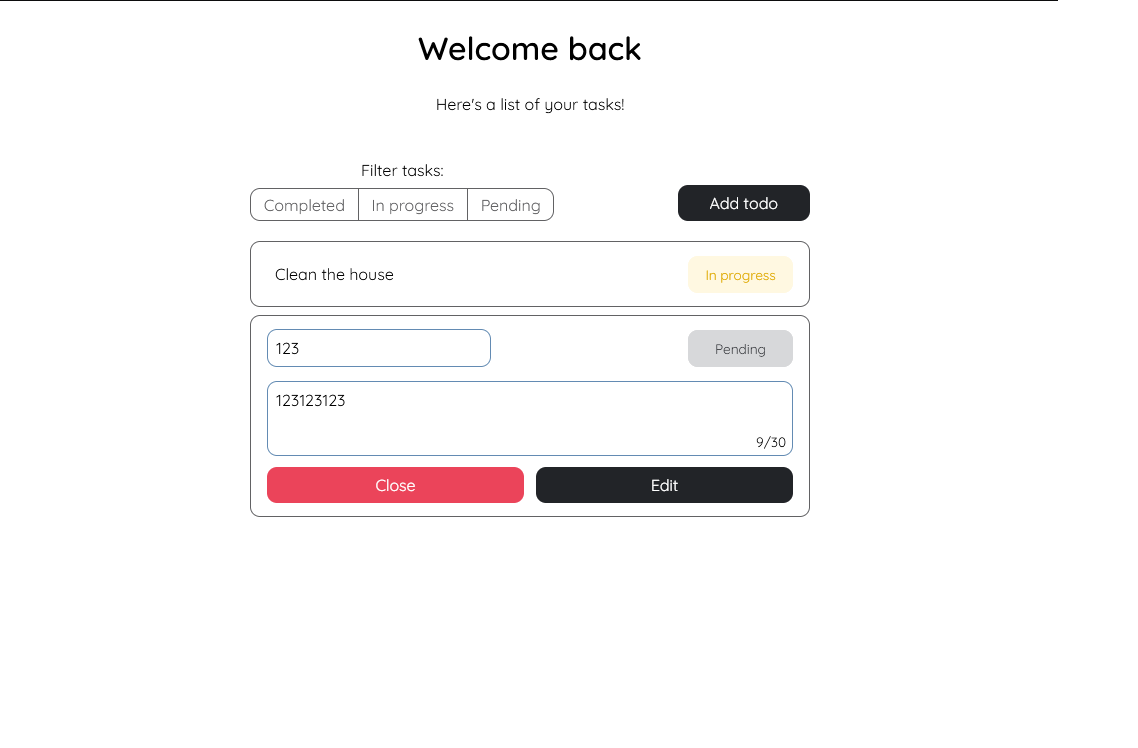 Welcome back
Here's a list of your tasks!
Filter tasks:
Completed In progress Pending
Add todo
Clean the house
In progress
123
Pending
123123123
9/30
Close
Edit